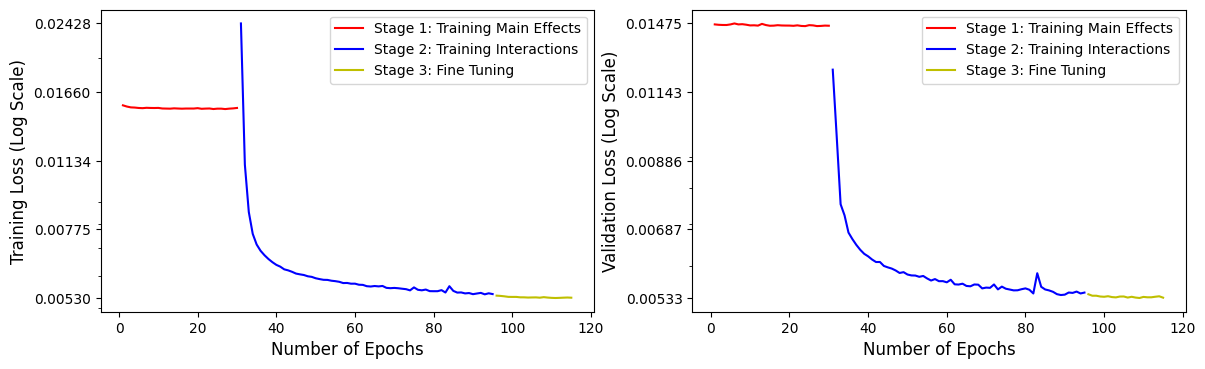 Training Loss (Log Scale)
0.02428
0.01660
0.01134
0.00775
0.00530
Stage 1: Training Main Effects
Stage 2: Training Interactions
Stage 3: Fine Tuning
0 20 40 60 80 100 120
Number of Epochs
Validation Loss (Log Scale)
0.01475
0.01143
0.00886
0.00687
0.00533
Stage 1: Training Main Effects
Stage 2: Training Interactions
Stage 3: Fine Tuning
0 20 40 60 80 100 120
Number of Epochs